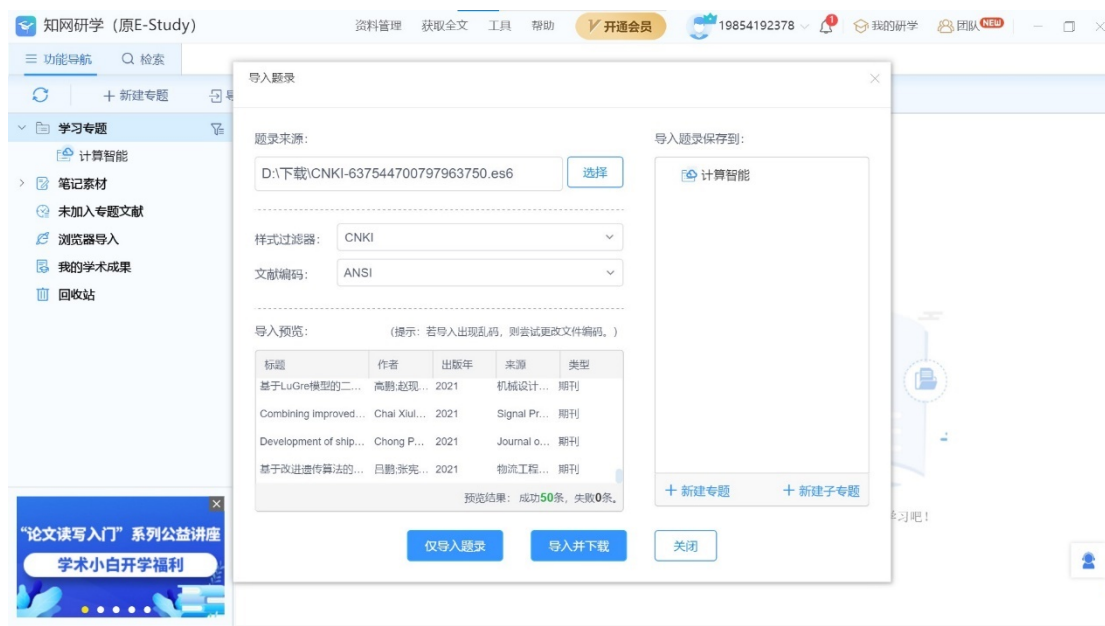 知网研学（原E-Study）
资料管理 获取全文 工具 帮助 开通会员 19854192378 我的研学 团队 NEW
功能导航 检索
新建专题
学习专题
计算智能
笔记素材
未加入专题文献
浏览器导入
我的学术成果
回收站
导入题录
题录来源：
D:\下载\CNKI-637544700797963750.es6 选择
样式过滤器： CNKI
文献编码： ANSI
导入预览： （提示：若导入出现乱码，则尝试更改文件编码。）
标题 作者 出版年 来源 类型
基于LuGre模型的二... 高鹏;赵现... 2021 机械设计... 期刊
Combining improved... Chai Xiul... 2021 Signal Pr... 期刊
Development of ship... Chong P... 2021 Journal o... 期刊
基于改进遗传算法的... 吕鹏;张宪... 2021 物流工程... 期刊
预览结果： 成功50条，失败0条。
导入题录保存到：
计算智能
新建专题 新建子专题
仅导入题录 导入并下载 关闭
“论文读写入门”系列公益讲座
学术小白开学福利
习吧！